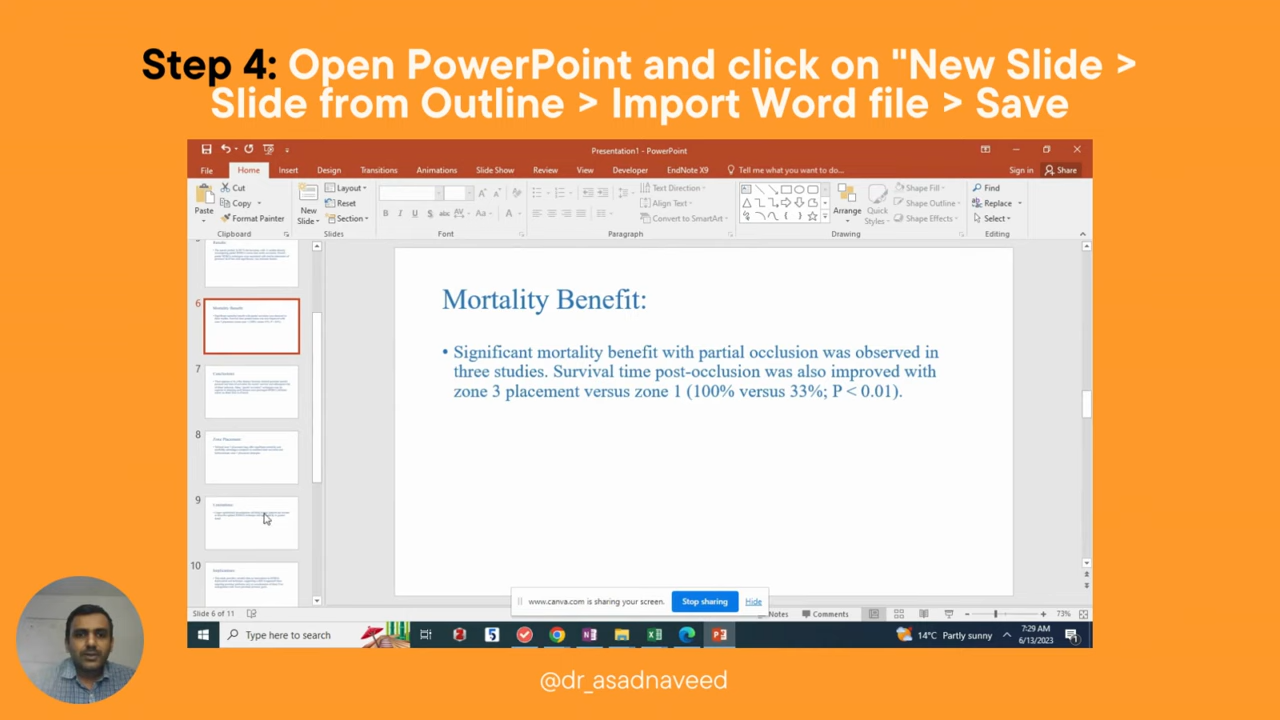 Step 4: Open PowerPoint and click on "New Slide >
Slide from Outline > Import Word file > Save
Presentation1 - PowerPoint
File Home Insert Design Transitions Animations Slide Show Review View Developer EndNote X9 Tell me what you want to do... Sign in Share
Paste
Cut
Copy
Format Painter
Clipboard
New
Slide
Layout
Reset
Section
Slides
Font
Text Direction
Align Text
Convert to SmartArt
Paragraph
Arrange
Quick
Styles
Shape Fill
Shape Outline
Shape Effects
Drawing
Find
Replace
Select
Editing
6
7
8
9
10
Mortality Benefit:
• Significant mortality benefit with partial occlusion was observed in
three studies. Survival time post-occlusion was also improved with
zone 3 placement versus zone 1 (100% versus 33%; P < 0.01).
www.canva.com is sharing your screen.
Stop sharing
Hide
Slide 6 of 11
Notes
Comments
73%
Type here to search
14°C Partly sunny
7:29 AM
6/13/2023
@dr_asadnaveed